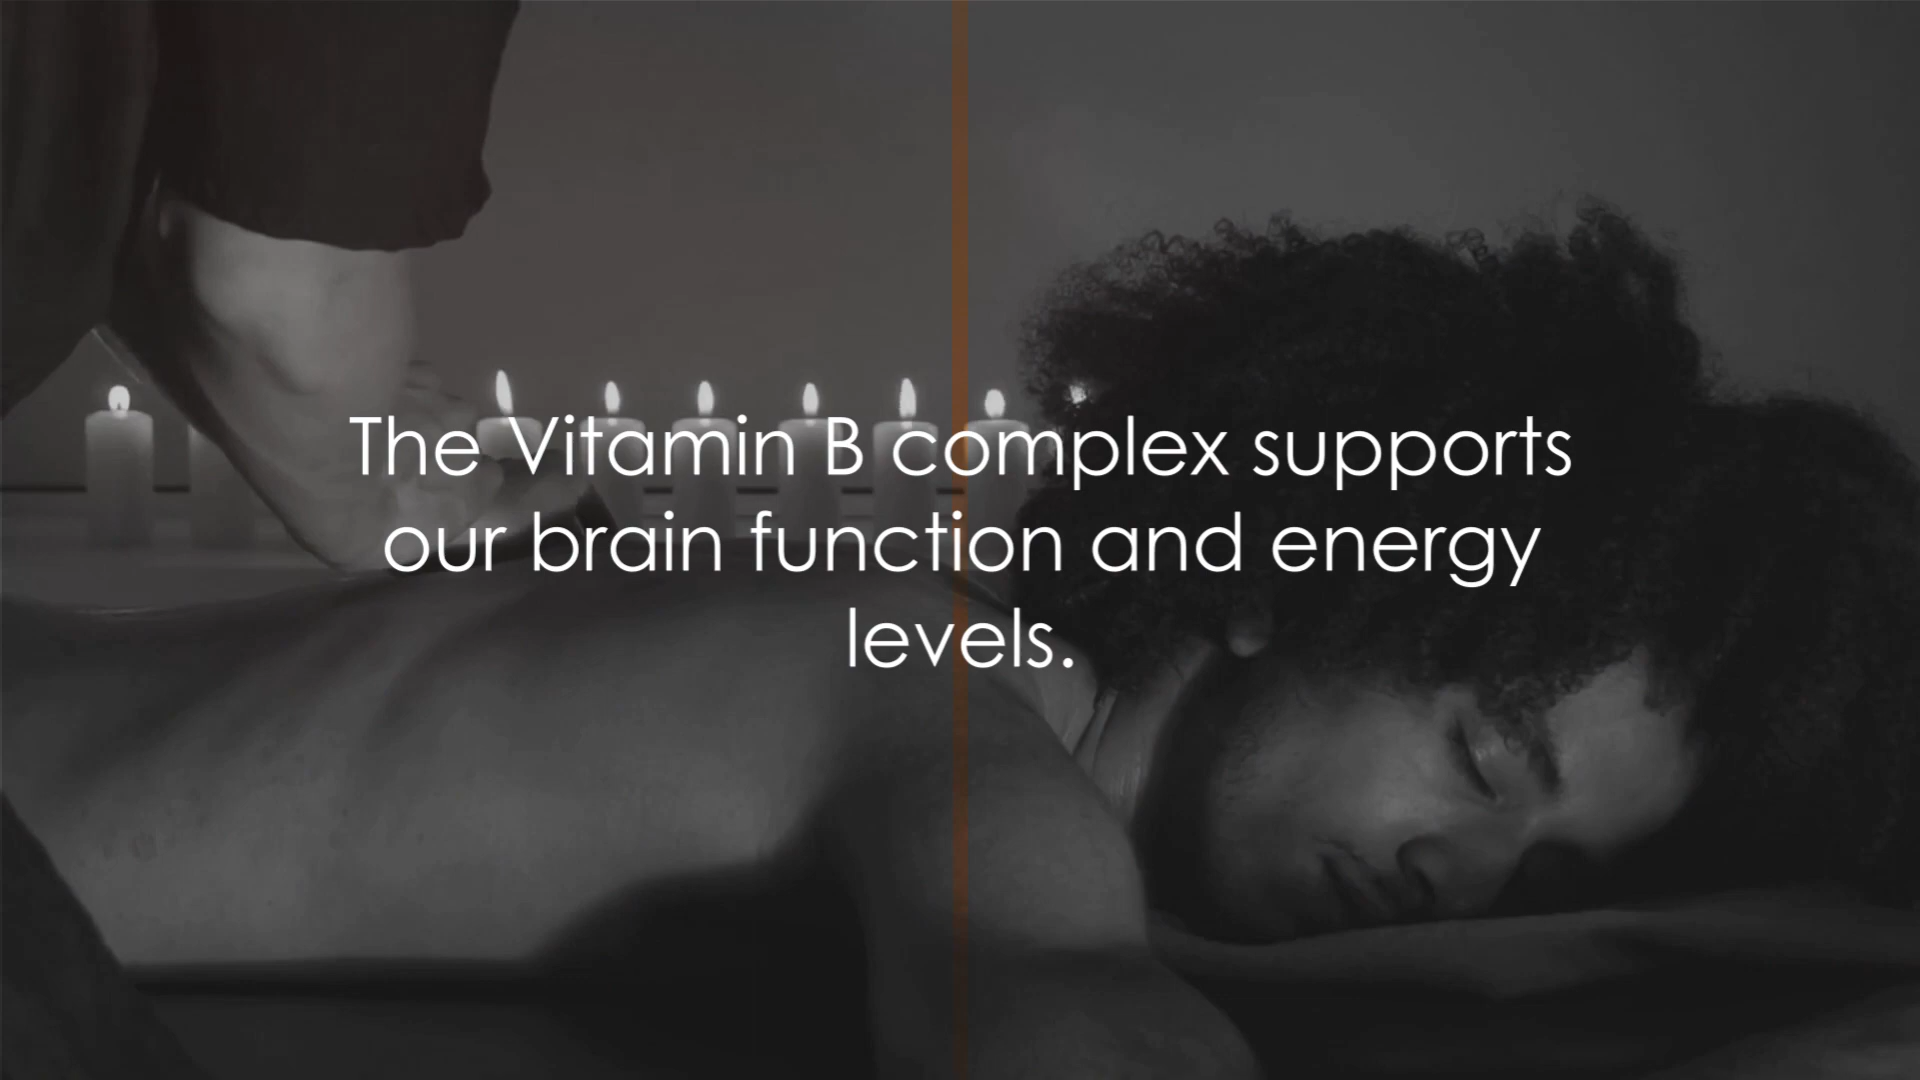 The Vitamin B complex supports
our brain function and energy
levels.